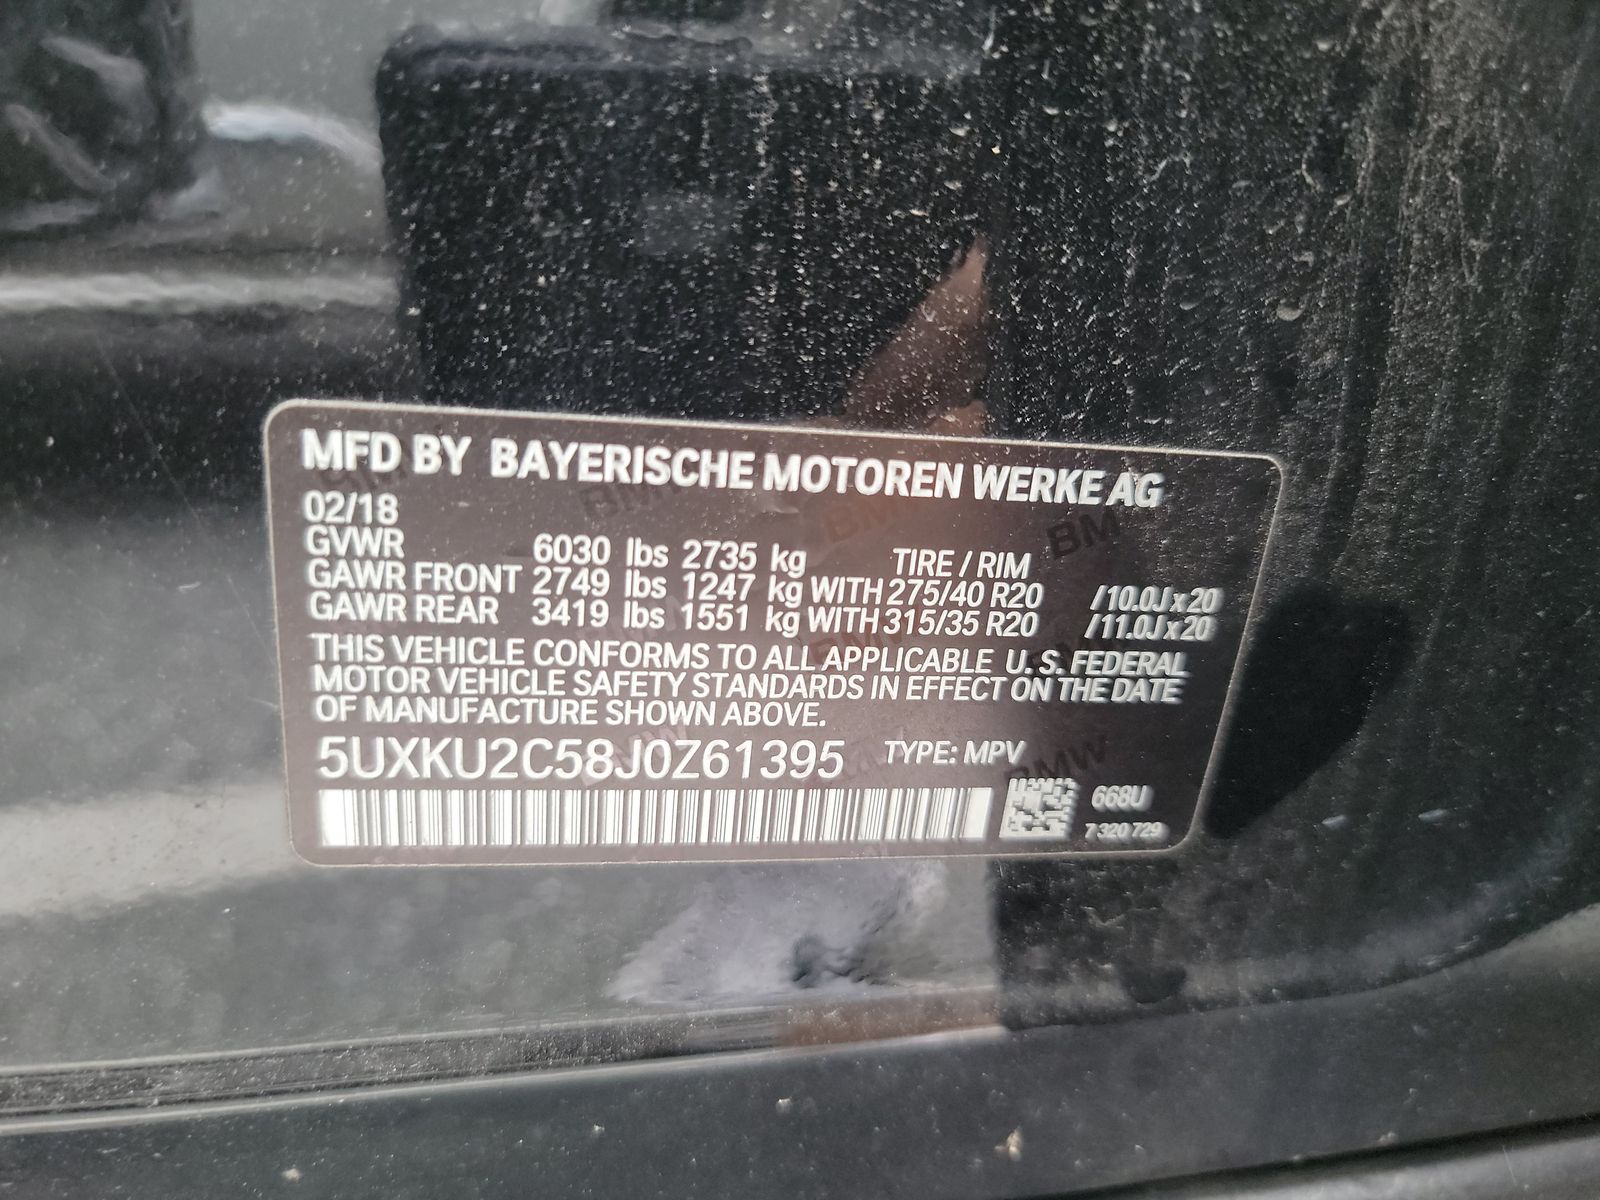 MFD BY BAYERISCHE MOTOREN WERKE AG
02/18
GVWR 6030 lbs 2735 kg TIRE / RIM
GAWR FRONT 2749 lbs 1247 kg WITH 275/40 R20 /10.0J x 20
GAWR REAR 3419 lbs 1551 kg WITH 315/35 R20 /11.0J x 20
THIS VEHICLE CONFORMS TO ALL APPLICABLE U. S. FEDERAL
MOTOR VEHICLE SAFETY STANDARDS IN EFFECT ON THE DATE
OF MANUFACTURE SHOWN ABOVE.
5UXKU2C58J0Z61395 TYPE: MPV
668U
7 320 729